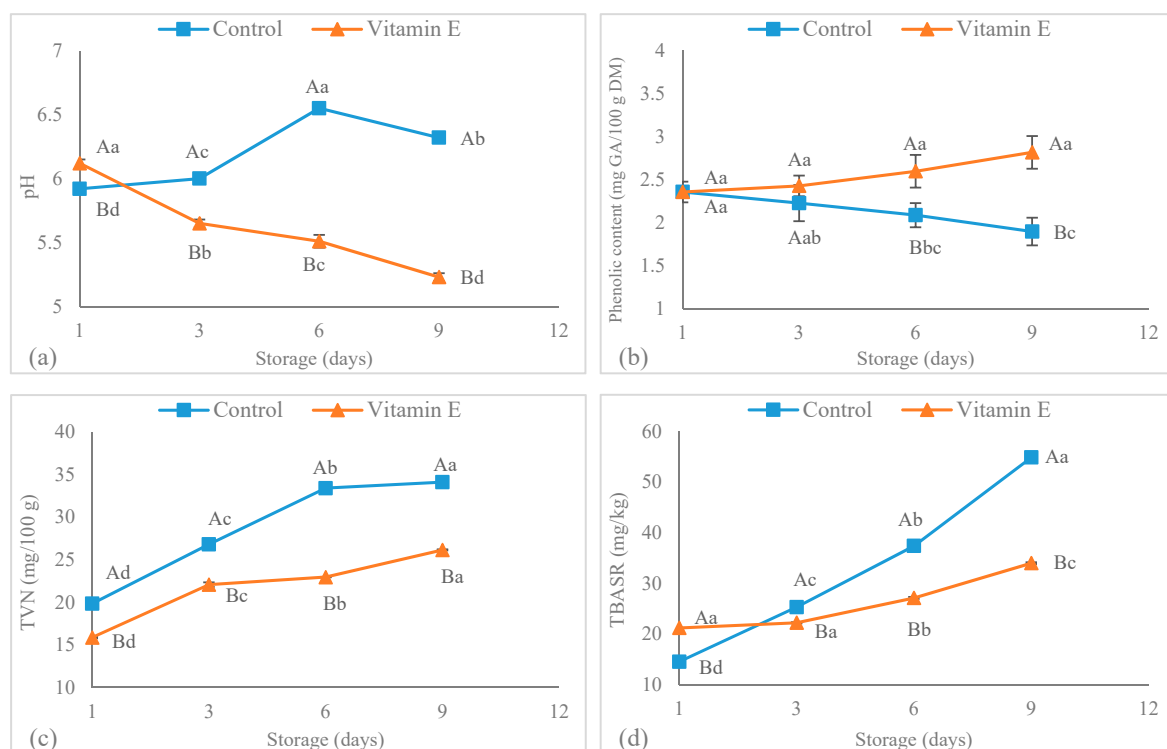 Control Vitamin E
7
6.5
6
5.5
5
pH
Aa
Ac
Aa
Ab
Bd
Bb
Bc
Bd
1 3 6 9 12
Storage (days)
(a)
Control Vitamin E
4
3.5
3
2.5
2
1.5
1
Phenolic content (mg GA/100 g DM)
Aa
Aa
Aa
Aa
Aa
Aab
Bbc
Bc
1 3 6 9 12
Storage (days)
(b)
Control Vitamin E
40
35
30
25
20
15
10
TVN (mg/100 g)
Ad
Ac
Ab
Aa
Bd
Bc
Bb
Ba
1 3 6 9 12
Storage (days)
(c)
Control Vitamin E
60
50
40
30
20
10
TBASR (mg/kg)
Aa
Ac
Ab
Aa
Bd
Ba
Bb
Bc
1 3 6 9 12
Storage (days)
(d)